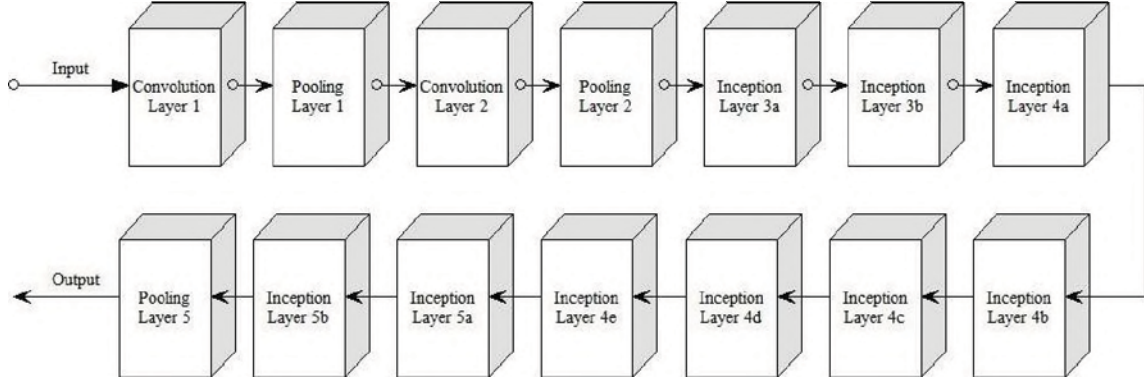 Input
Convolution
Layer 1
Pooling
Layer 1
Convolution
Layer 2
Pooling
Layer 2
Inception
Layer 3a
Inception
Layer 3b
Inception
Layer 4a
Output
Pooling
Layer 5
Inception
Layer 5b
Inception
Layer 5a
Inception
Layer 4e
Inception
Layer 4d
Inception
Layer 4c
Inception
Layer 4b